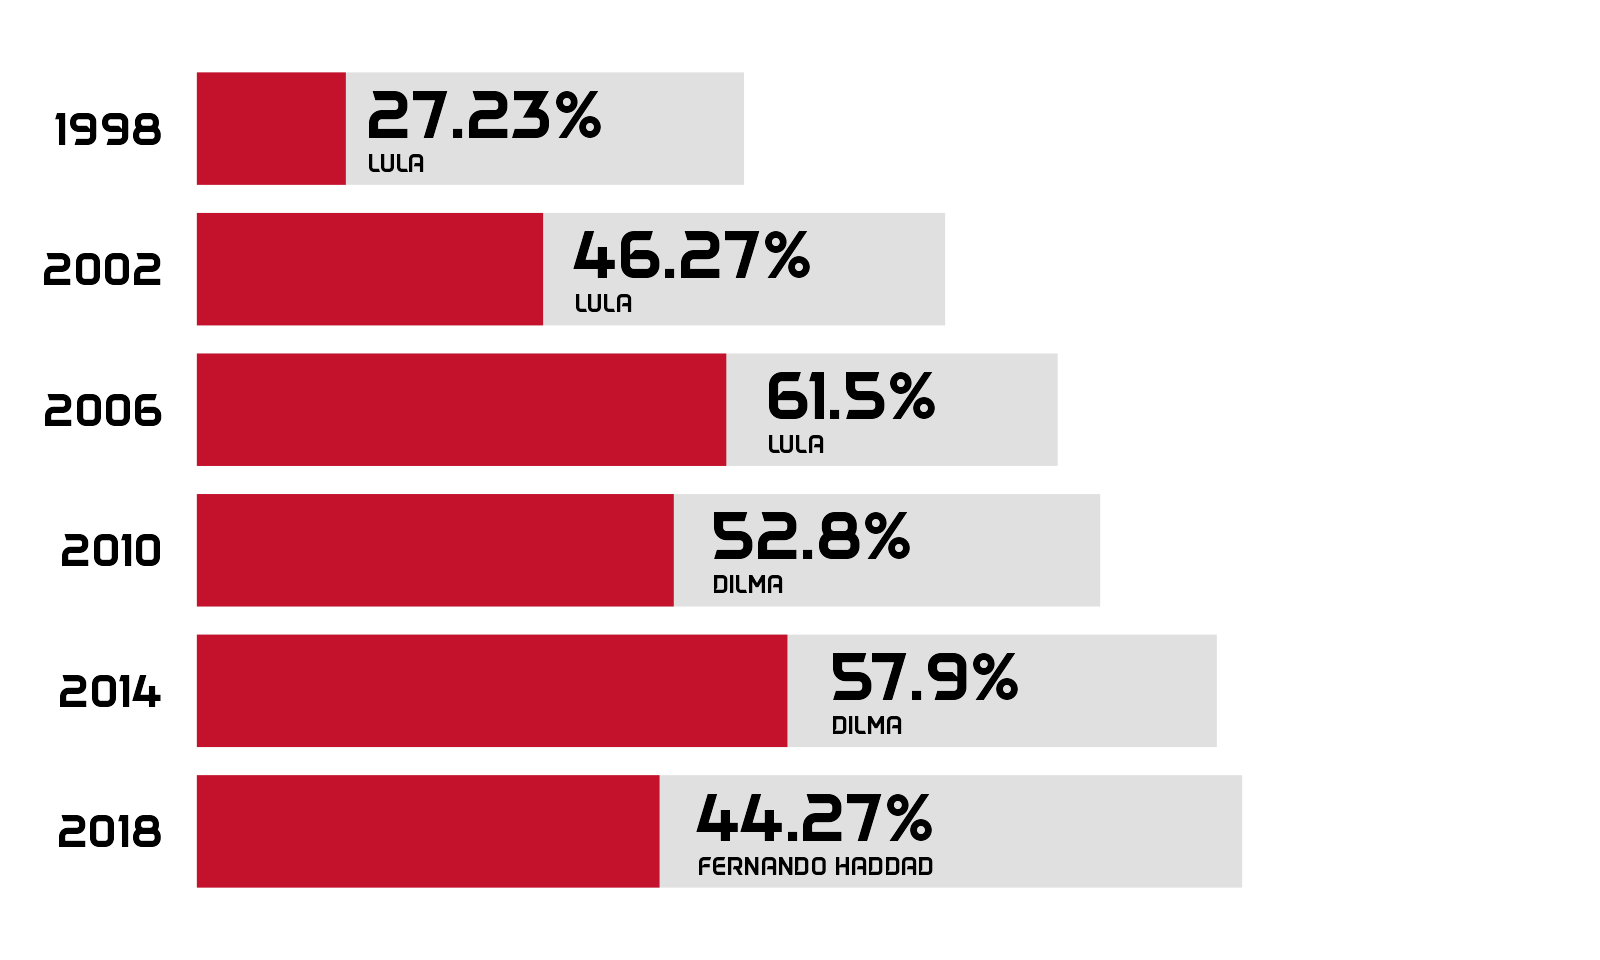 1998
27.23%
LULA
2002
46.27%
LULA
2006
61.5%
LULA
2010
52.8%
DILMA
2014
57.9%
DILMA
2018
44.27%
FERNANDO HADDAD